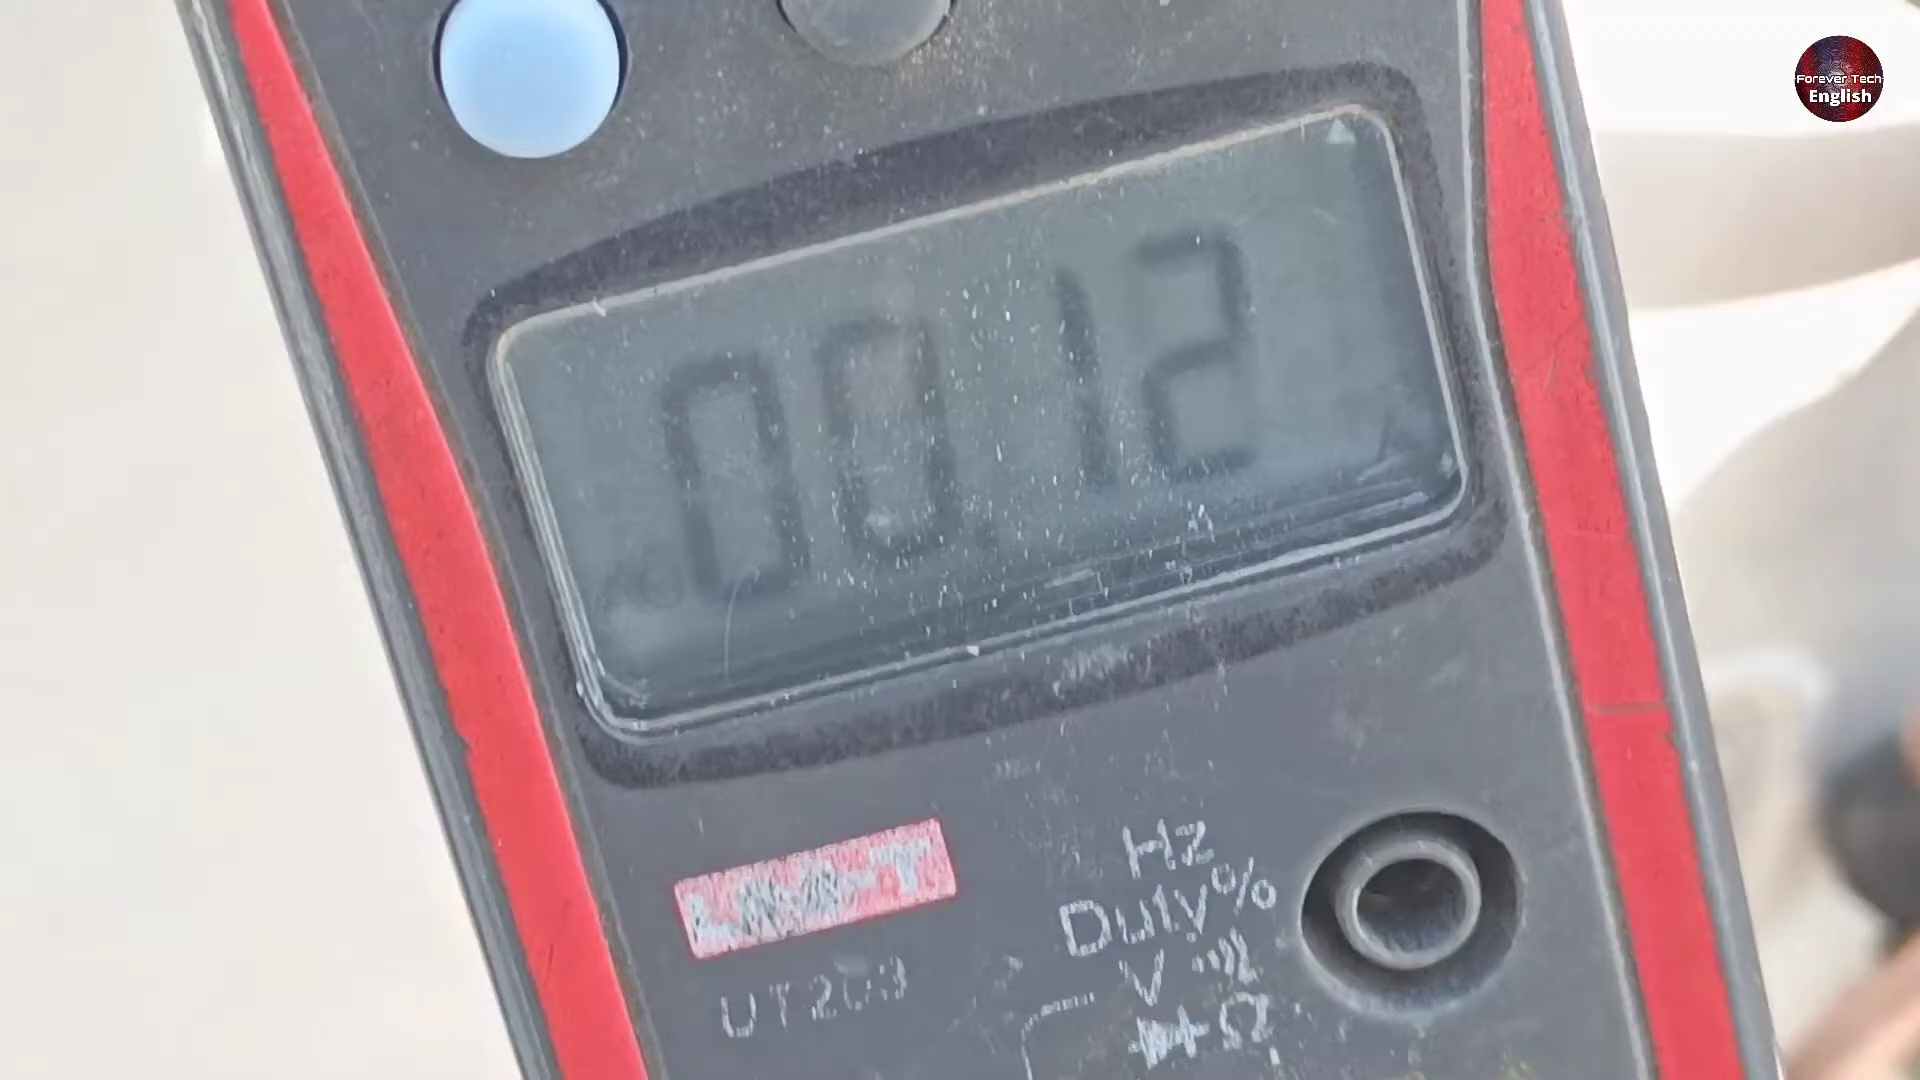 Forever Tech
English
00.12
UT203
Hz
Duty%
V
Ω